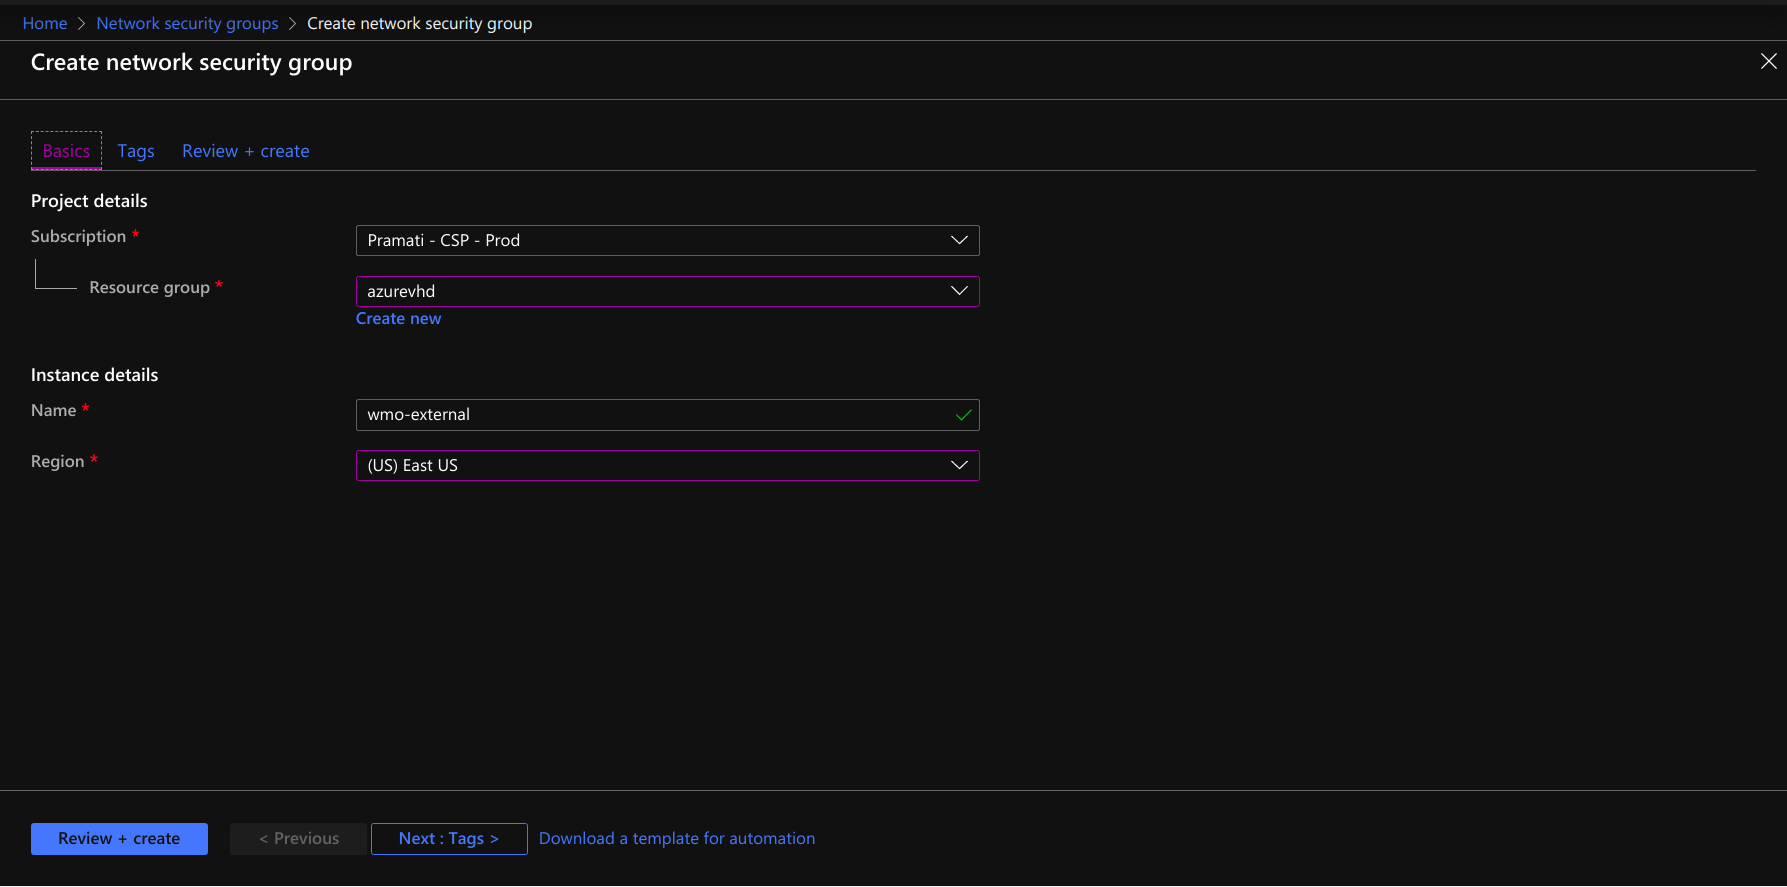 Home > Network security groups > Create network security group
Create network security group
Basics Tags Review + create
Project details
Subscription * Pramati - CSP - Prod
Resource group * azurevhd
Create new
Instance details
Name * wmo-external
Region * (US) East US
Review + create < Previous Next : Tags > Download a template for automation